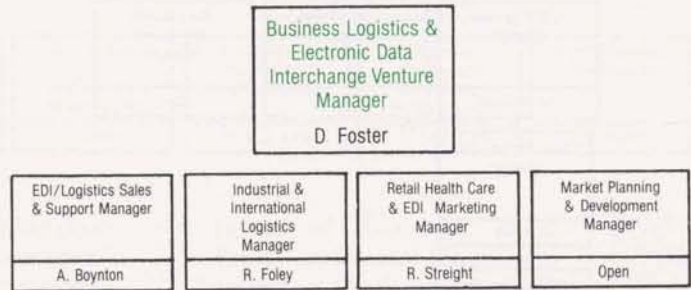 Business Logistics &
Electronic Data
Interchange Venture
Manager
D. Foster
EDI/Logistics Sales
& Support Manager
A. Boynton
Industrial &
International
Logistics
Manager
R. Foley
Retail Health Care
& EDI Marketing
Manager
R. Streight
Market Planning
& Development
Manager
Open